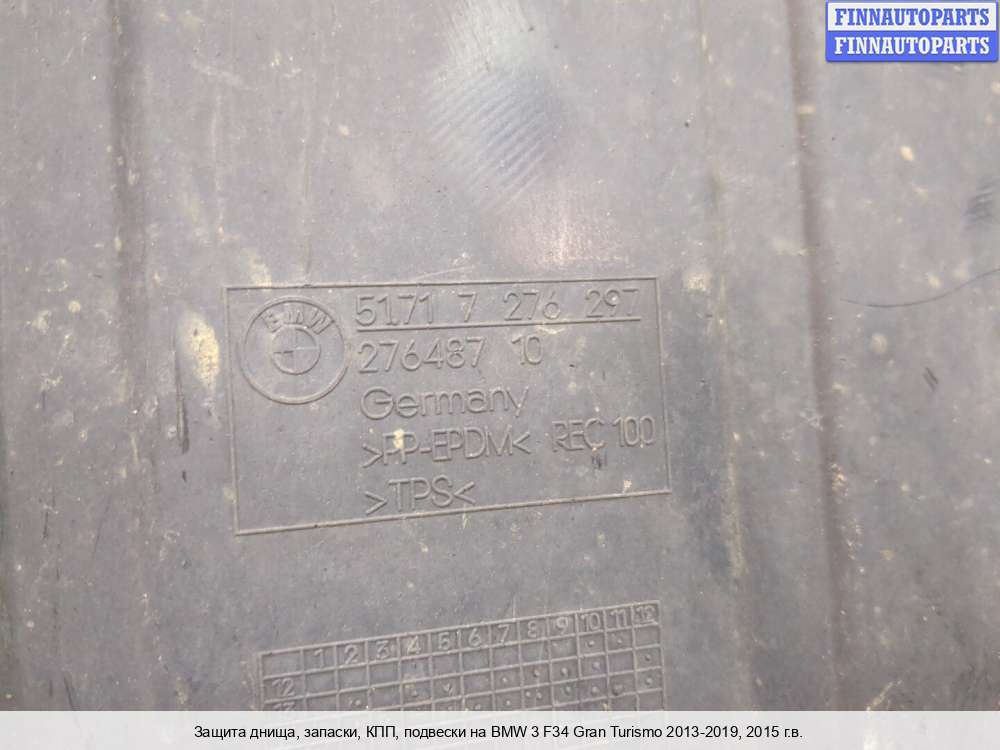 FINNAUTOPARTS
FINNAUTOPARTS
BMW
51.71 7 276 297
276487 10
Germany
>PP-EPDM< REC 100
>TPS<
1 2 3 4 5 6 7 8 9 10 11 12
12
13
Защита днища, запаски, КПП, подвески на BMW 3 F34 Gran Turismo 2013-2019, 2015 г.в.